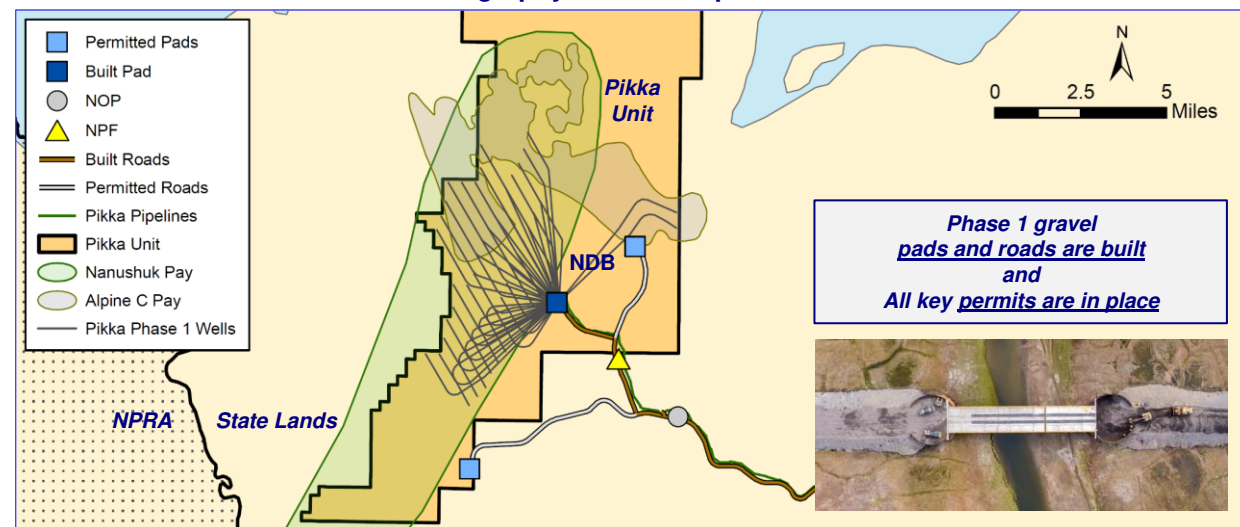 Permitted Pads
Built Pad
NOP
NPF
Built Roads
Permitted Roads
Pikka Pipelines
Pikka Unit
Nanushuk Pay
Alpine C Pay
Pikka Phase 1 Wells
Pikka
Unit
N
0 2.5 5
Miles
NDB
Phase 1 gravel
pads and roads are built
and
All key permits are in place
NPRA
State Lands